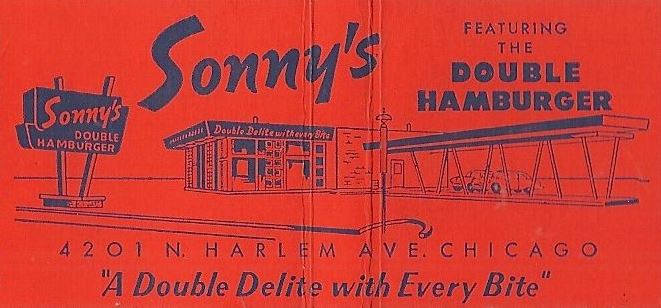 Sonny's
FEATURING
THE
DOUBLE
HAMBURGER
Sonny's
DOUBLE
HAMBURGER
Double Delite with every Bite
4201 N. HARLEM AVE. CHICAGO
"A Double Delite with Every Bite"